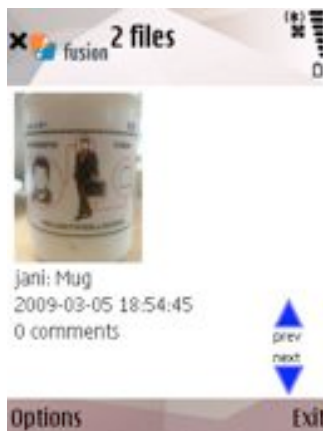 fusion 2 files
jani: Mug
2009-03-05 18:54:45
0 comments
prev
next
Options
Exit